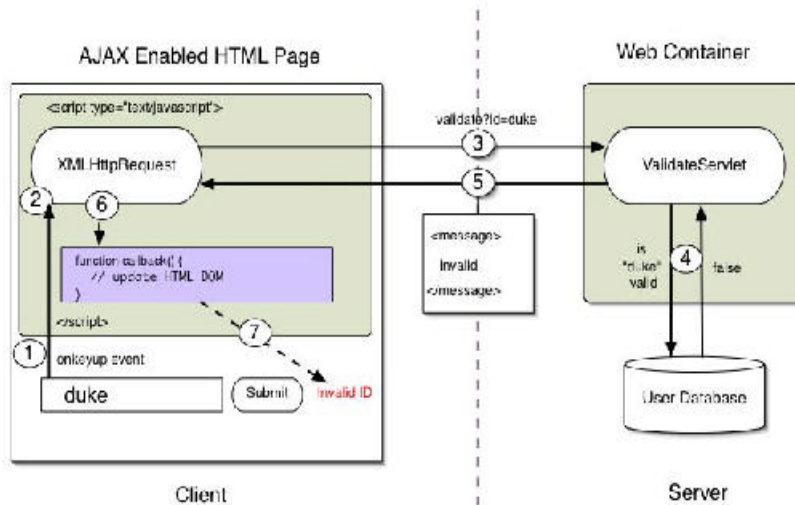 AJAX Enabled HTML Page
Web Container
<script type="text/javascript">
XMLHttpRequest
validate?id=duke
3
ValidateServlet
2
6
5
function callback() {
// update HTML DOM
}
</script>
<message>
invalid
</message>
is
"duke"
valid
4
false
1
7
onkeyup event
duke
Submit
Invalid ID
User Database
Client
Server